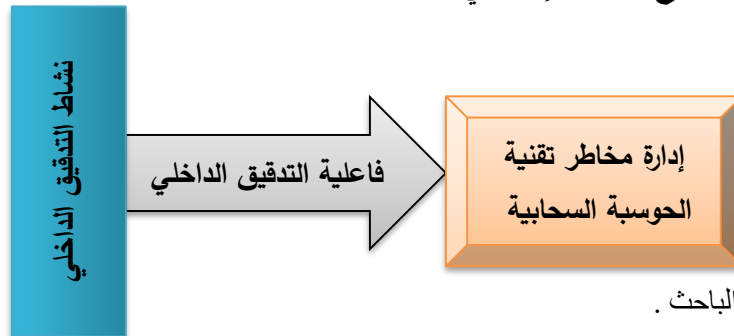 نشاط التدقيق الداخلي
فاعلية التدقيق الداخلي
إدارة مخاطر تقنية
الحوسبة السحابية
الباحث .